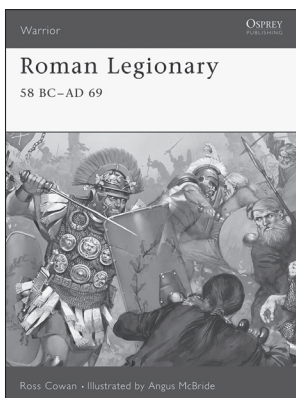 Warrior
OSPREY
PUBLISHING
Roman Legionary
58 BC–AD 69
Ross Cowan • Illustrated by Angus McBride